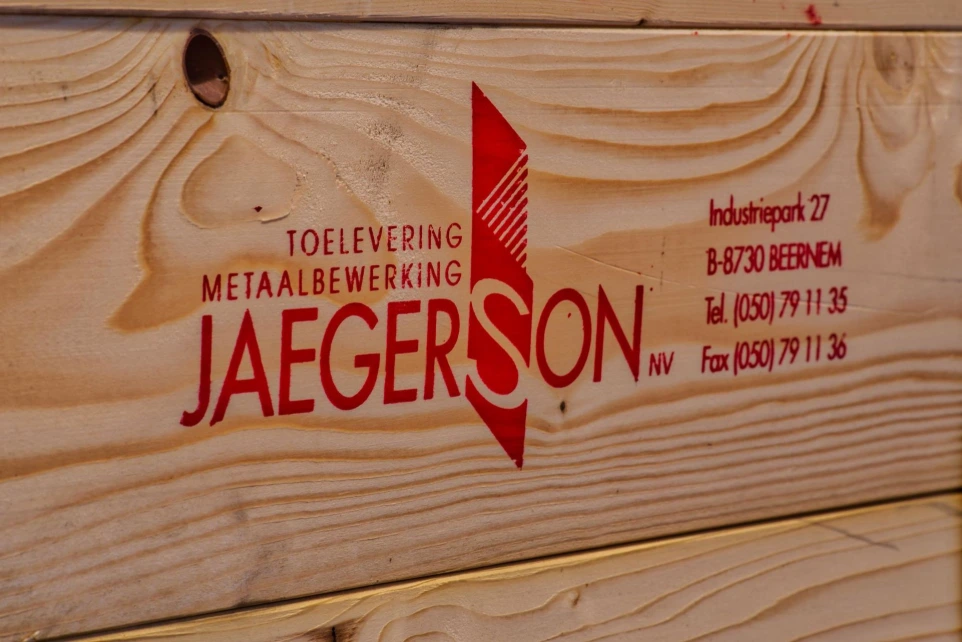 TOELEVERING
METAALBEWERKING
JAEGERSON NV
Industriepark 27
B-8730 BEERNEM
Tel. (050) 79 11 35
Fax (050) 79 11 36